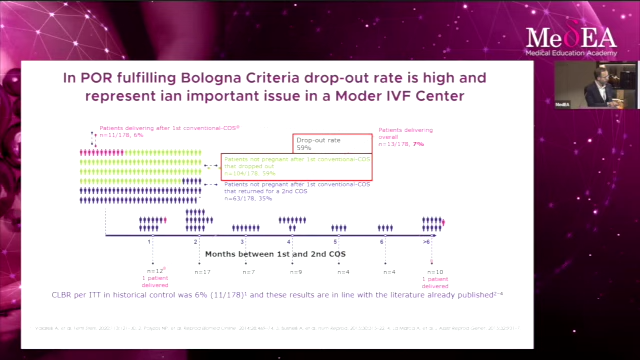 MeDEA
Medical Education Academy
In POR fulfilling Bologna Criteria drop-out rate is high and
represent ian important issue in a Moder IVF Center
MedEA
Patients delivering after 1st conventional-COS
n=11/178, 6%
Drop-out rate
59%
Patients delivering
overall
n=13/178, 7%
Patients not pregnant after 1st conventional-COS
that dropped out
n=104/178, 59%
Patients not pregnant after 1st conventional-COS
that returned for a 2nd COS
n=63/178, 35%
1 2 3 4 5 6 >6
Months between 1st and 2nd COS
n=12 n=17 n=7 n=9 n=4 n=4 n=10
1 patient
delivered
1 patient
delivered
CLBR per ITT in historical control was 6% (11/178)¹ and these results are in line with the literature already published